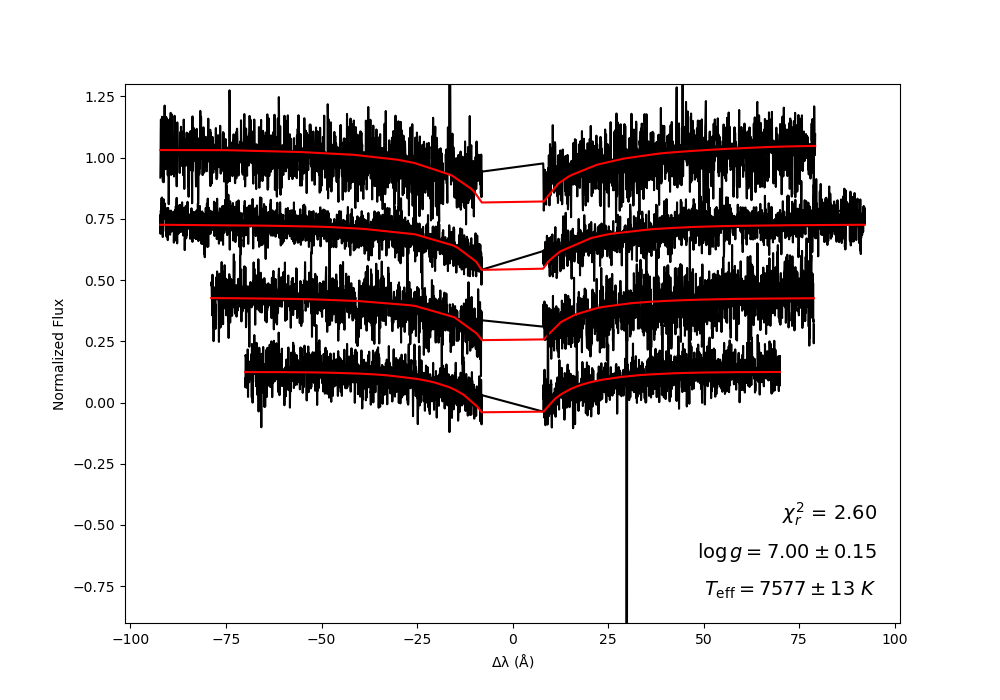 1.25
1.00
0.75
0.50
0.25
0.00
−0.25
−0.50
−0.75
Normalized Flux
χ²ᵣ = 2.60
log g = 7.00 ± 0.15
T_eff = 7577 ± 13 K
−100 −75 −50 −25 0 25 50 75 100
Δλ (Å)